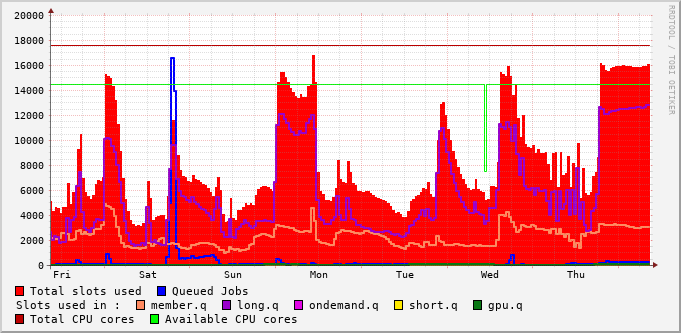 20000
18000
16000
14000
12000
10000
8000
6000
4000
2000
0
Fri Sat Sun Mon Tue Wed Thu
RRDTOOL / TOBI OETIKER
Total slots used Queued Jobs
Slots used in : member.q long.q ondemand.q short.q gpu.q
Total CPU cores Available CPU cores